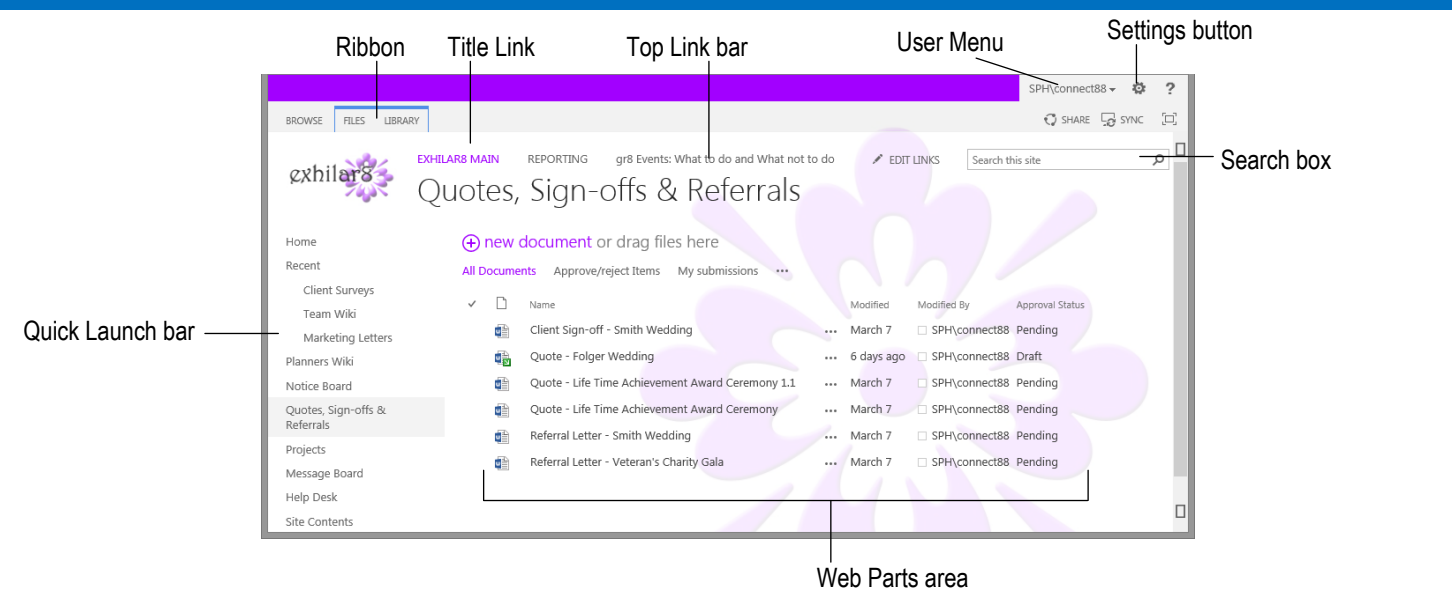 Ribbon Title Link Top Link bar User Menu Settings button
SPH\connect88 ?
BROWSE FILES LIBRARY SHARE SYNC
exhilar8 EXHILAR8 MAIN REPORTING gr8 Events: What to do and What not to do EDIT LINKS Search this site
Search box
Quotes, Sign-offs & Referrals
Home
Recent
Client Surveys
Team Wiki
Marketing Letters
Quick Launch bar
Planners Wiki
Notice Board
Quotes, Sign-offs &
Referrals
Projects
Message Board
Help Desk
Site Contents
new document or drag files here
All Documents Approve/reject Items My submissions ...
Name Modified Modified By Approval Status
Client Sign-off - Smith Wedding ... March 7 SPH\connect88 Pending
Quote - Folger Wedding ... 6 days ago SPH\connect88 Draft
Quote - Life Time Achievement Award Ceremony 1.1 ... March 7 SPH\connect88 Pending
Quote - Life Time Achievement Award Ceremony ... March 7 SPH\connect88 Pending
Referral Letter - Smith Wedding ... March 7 SPH\connect88 Pending
Referral Letter - Veteran's Charity Gala ... March 7 SPH\connect88 Pending
Web Parts area